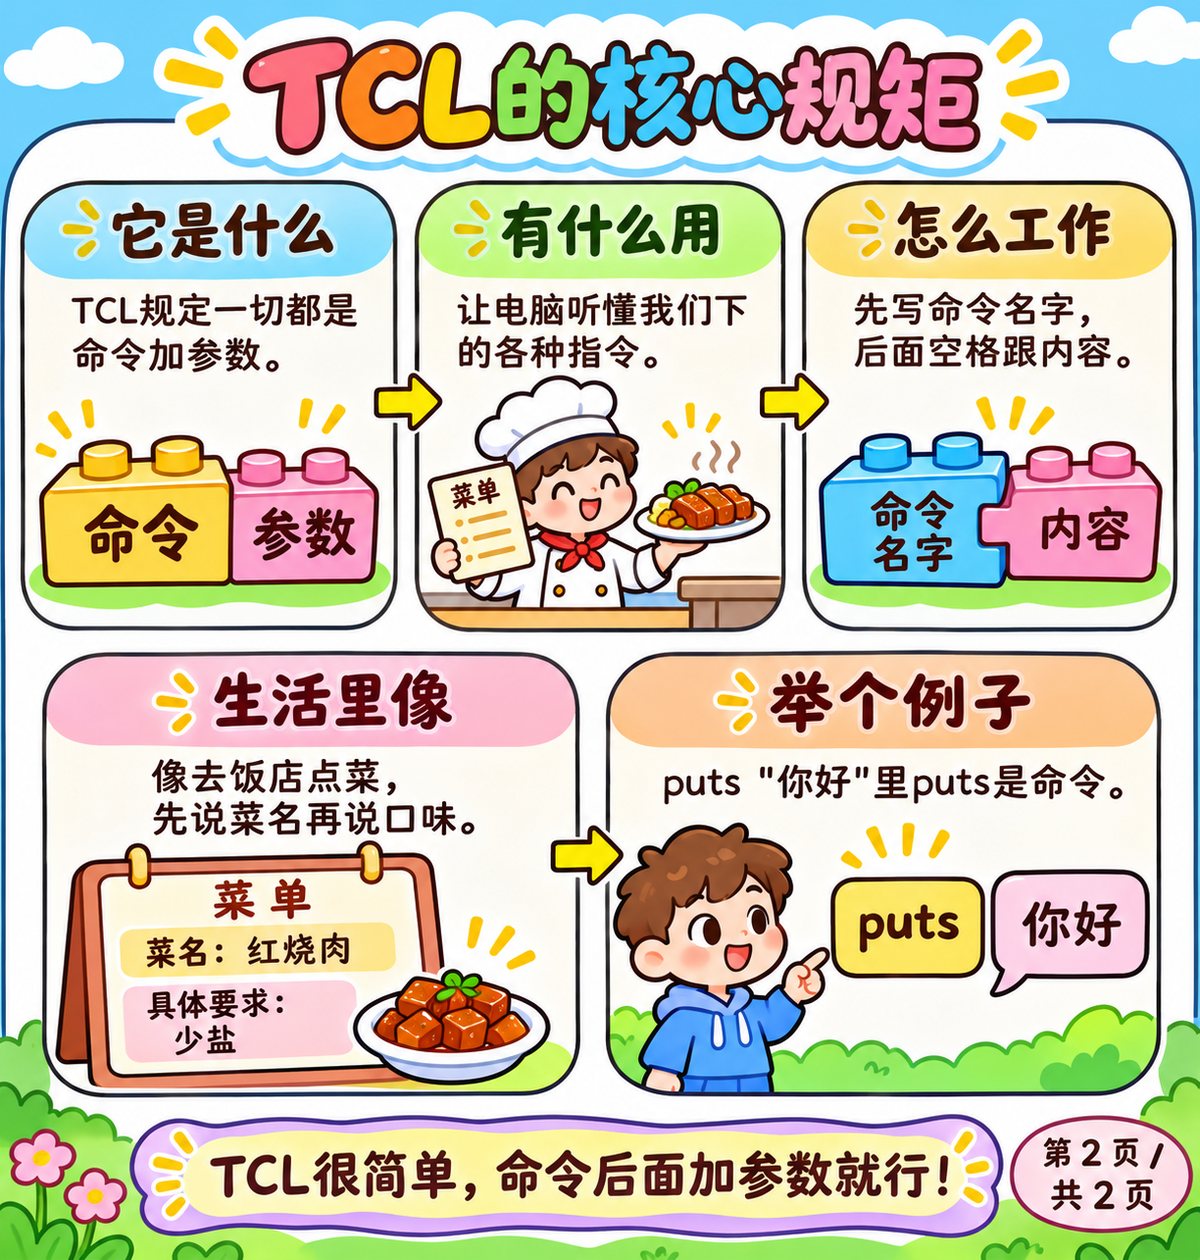 TCL的核心规矩
它是什么
TCL规定一切都是
命令加参数。
命令
参数
有什么用
让电脑听懂我们下
的各种指令。
菜单
怎么工作
先写命令名字，
后面空格跟内容。
命令
名字
内容
生活里像
像去饭店点菜，
先说菜名再说口味。
菜单
菜名：红烧肉
具体要求：
少盐
举个例子
puts "你好"里puts是命令。
puts
你好
TCL很简单，命令后面加参数就行！
第2页/
共2页